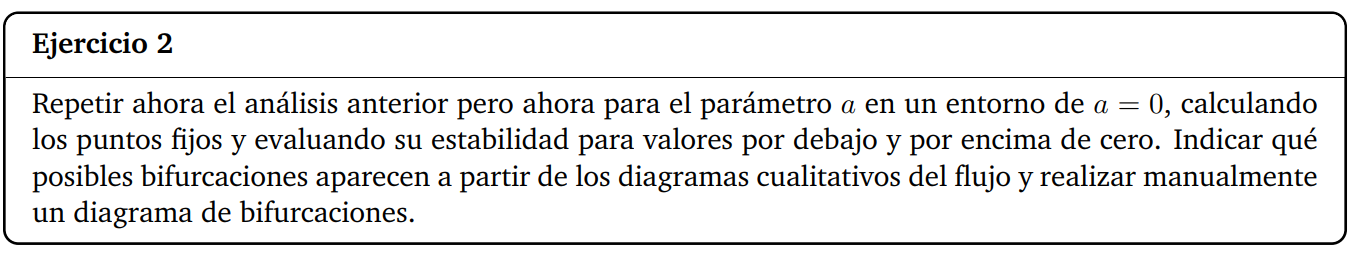 Ejercicio 2
Repetir ahora el análisis anterior pero ahora para el parámetro a en un entorno de a = 0, calculando
los puntos fijos y evaluando su estabilidad para valores por debajo y por encima de cero. Indicar qué
posibles bifurcaciones aparecen a partir de los diagramas cualitativos del flujo y realizar manualmente
un diagrama de bifurcaciones.